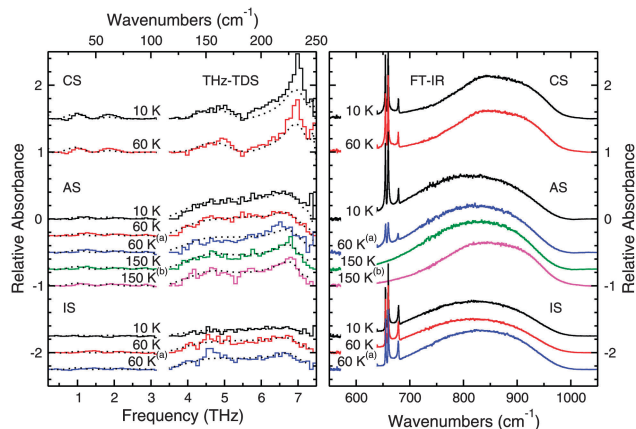 Wavenumbers (cm-1)
50 100 150 200 250
CS THz-TDS FT-IR CS
10 K 10 K
60 K 60 K
AS AS
10 K 10 K
60 K
60 K(a) 60 K(a)
150 K 150 K
150 K(b) 150 K(b)
IS IS
10 K 10 K
60 K 60 K
60 K(a) 60 K(a)
Relative Absorbance
2
1
0
-1
-2
Relative Absorbance
2
1
0
-1
-2
0 1 2 3 4 5 6 7
Frequency (THz)
600 700 800 900 1000
Wavenumbers (cm-1)